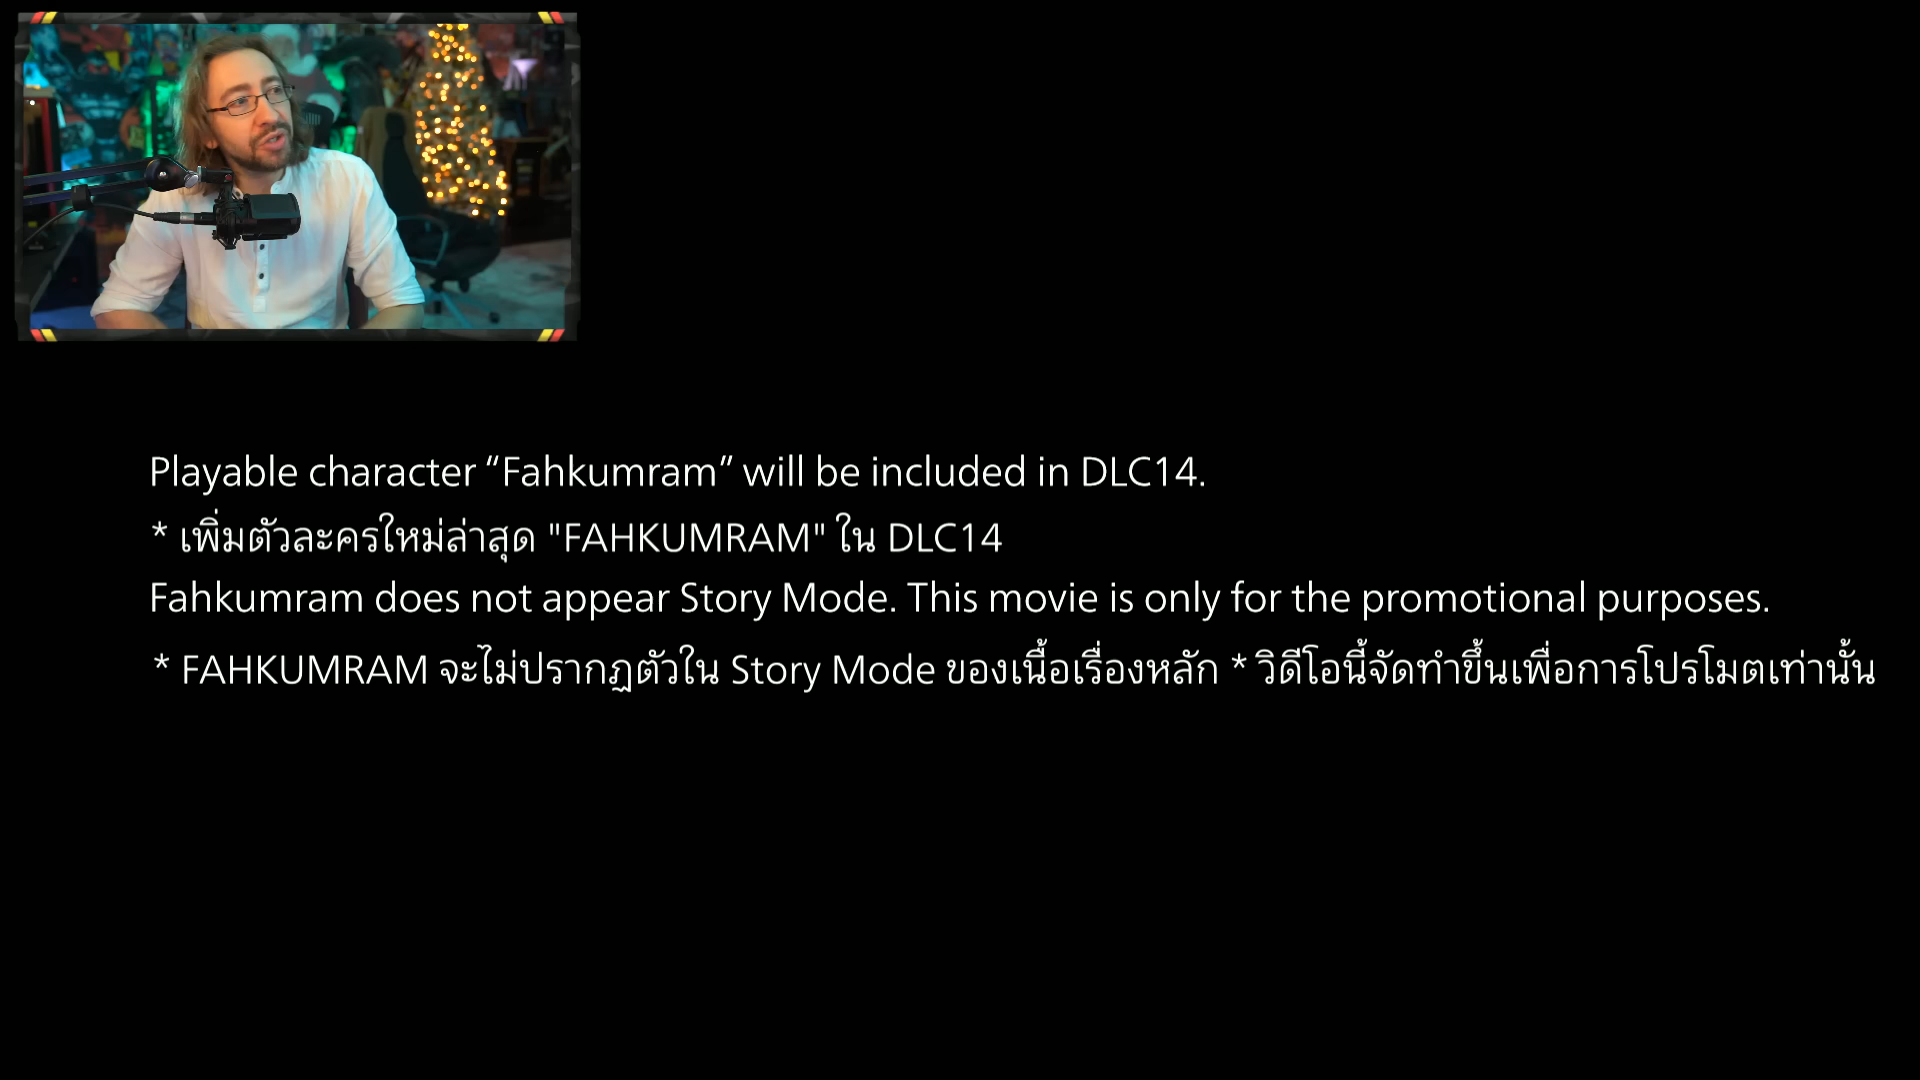 Playable character “Fahkumram” will be included in DLC14.
* เพิ่มตัวละครใหม่ล่าสุด "FAHKUMRAM" ใน DLC14
Fahkumram does not appear Story Mode. This movie is only for the promotional purposes.
* FAHKUMRAM จะไม่ปรากฏตัวใน Story Mode ของเนื้อเรื่องหลัก * วิดีโอนี้จัดทำขึ้นเพื่อการโปรโมตเท่านั้น